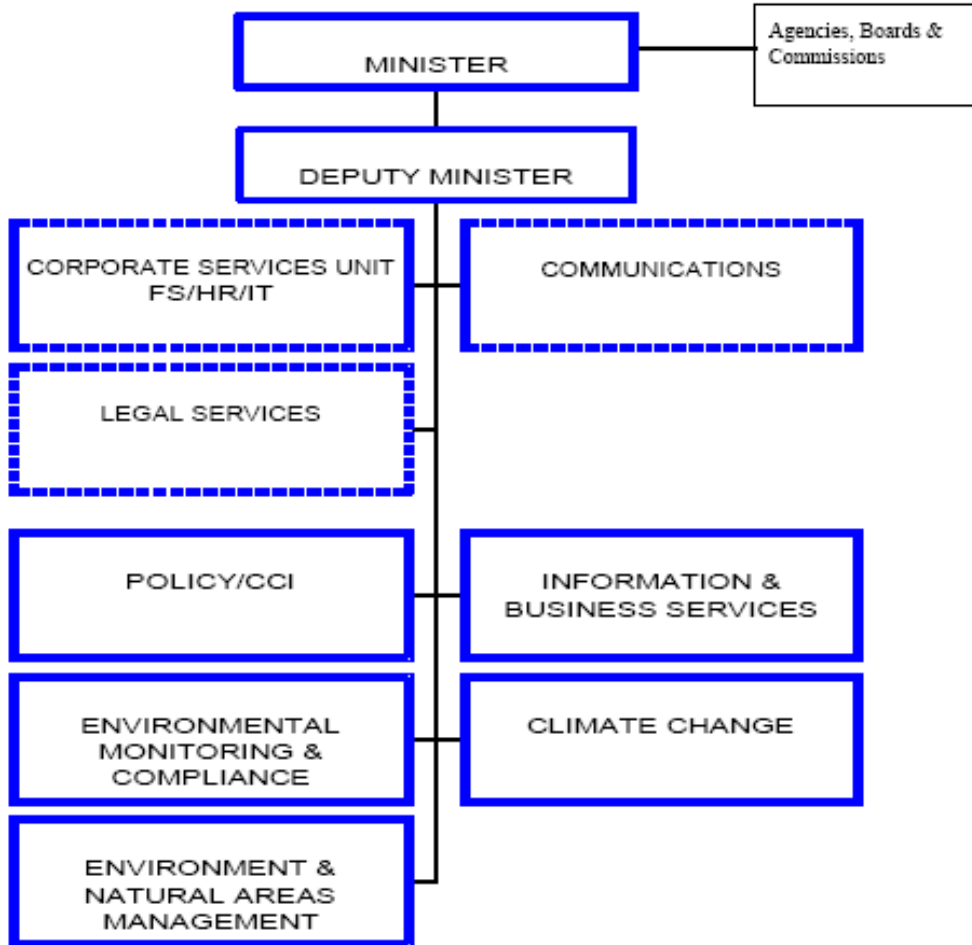 Agencies, Boards &
Commissions
MINISTER
DEPUTY MINISTER
CORPORATE SERVICES UNIT
FS/HR/IT
COMMUNICATIONS
LEGAL SERVICES
POLICY/CCI
INFORMATION &
BUSINESS SERVICES
ENVIRONMENTAL
MONITORING &
COMPLIANCE
CLIMATE CHANGE
ENVIRONMENT &
NATURAL AREAS
MANAGEMENT